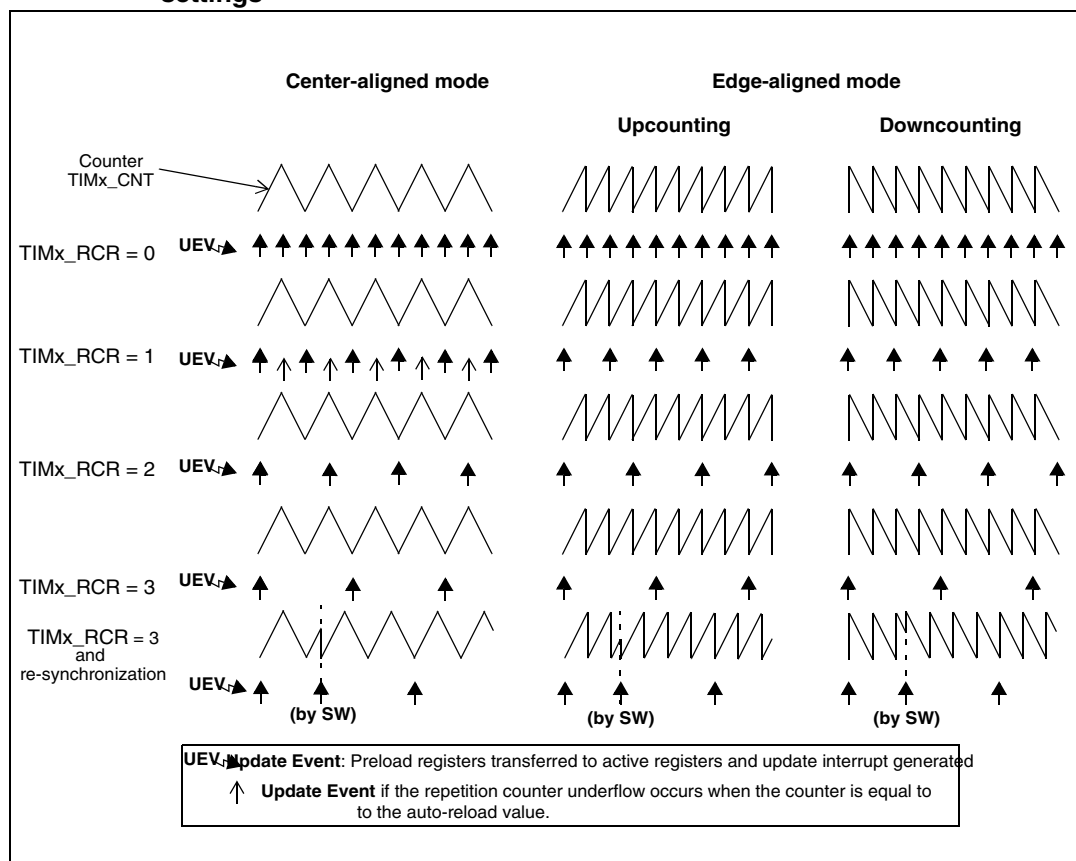 settings
Center-aligned mode
Edge-aligned mode
Upcounting
Downcounting
Counter
TIMx_CNT
TIMx_RCR = 0
UEV
TIMx_RCR = 1
UEV
TIMx_RCR = 2
UEV
TIMx_RCR = 3
UEV
TIMx_RCR = 3
and
re-synchronization
UEV
(by SW)
(by SW)
(by SW)
UEV Update Event: Preload registers transferred to active registers and update interrupt generated
Update Event if the repetition counter underflow occurs when the counter is equal to
to the auto-reload value.